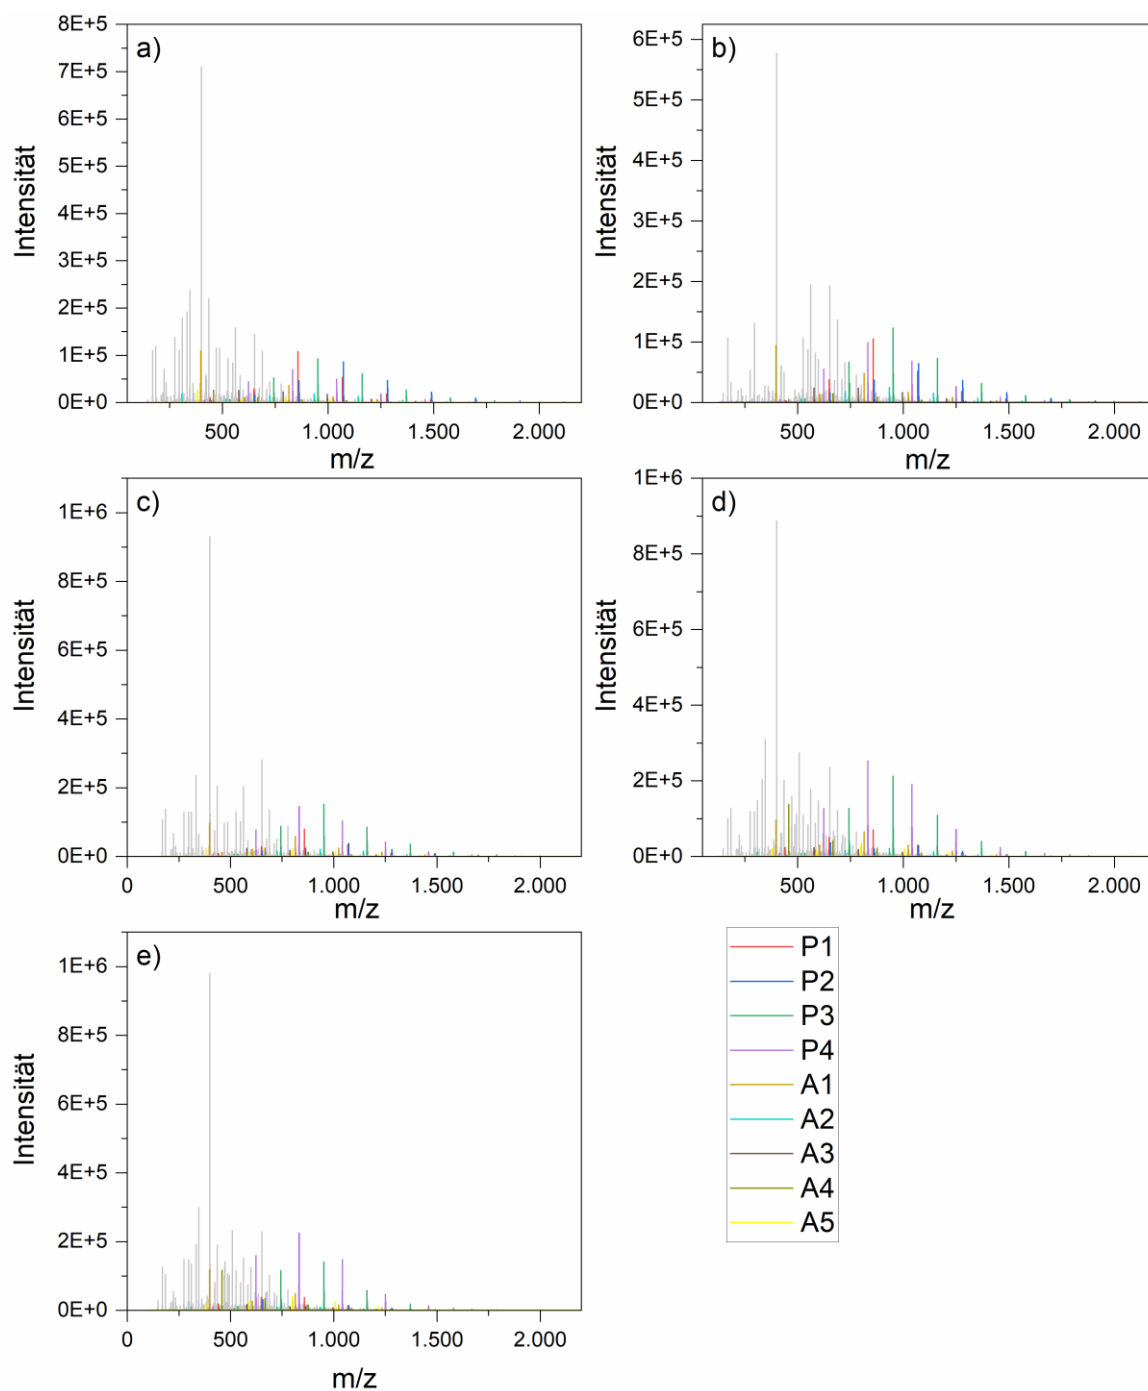 a)
Intensität
8E+5
7E+5
6E+5
5E+5
4E+5
3E+5
2E+5
1E+5
0E+0
500
1.000
1.500
2.000
m/z
b)
Intensität
6E+5
5E+5
4E+5
3E+5
2E+5
1E+5
0E+0
500
1.000
1.500
2.000
m/z
c)
Intensität
1E+6
8E+5
6E+5
4E+5
2E+5
0E+0
0
500
1.000
1.500
2.000
m/z
d)
Intensität
1E+6
8E+5
6E+5
4E+5
2E+5
0E+0
500
1.000
1.500
2.000
m/z
e)
Intensität
1E+6
8E+5
6E+5
4E+5
2E+5
0E+0
0
500
1.000
1.500
2.000
m/z
P1
P2
P3
P4
A1
A2
A3
A4
A5